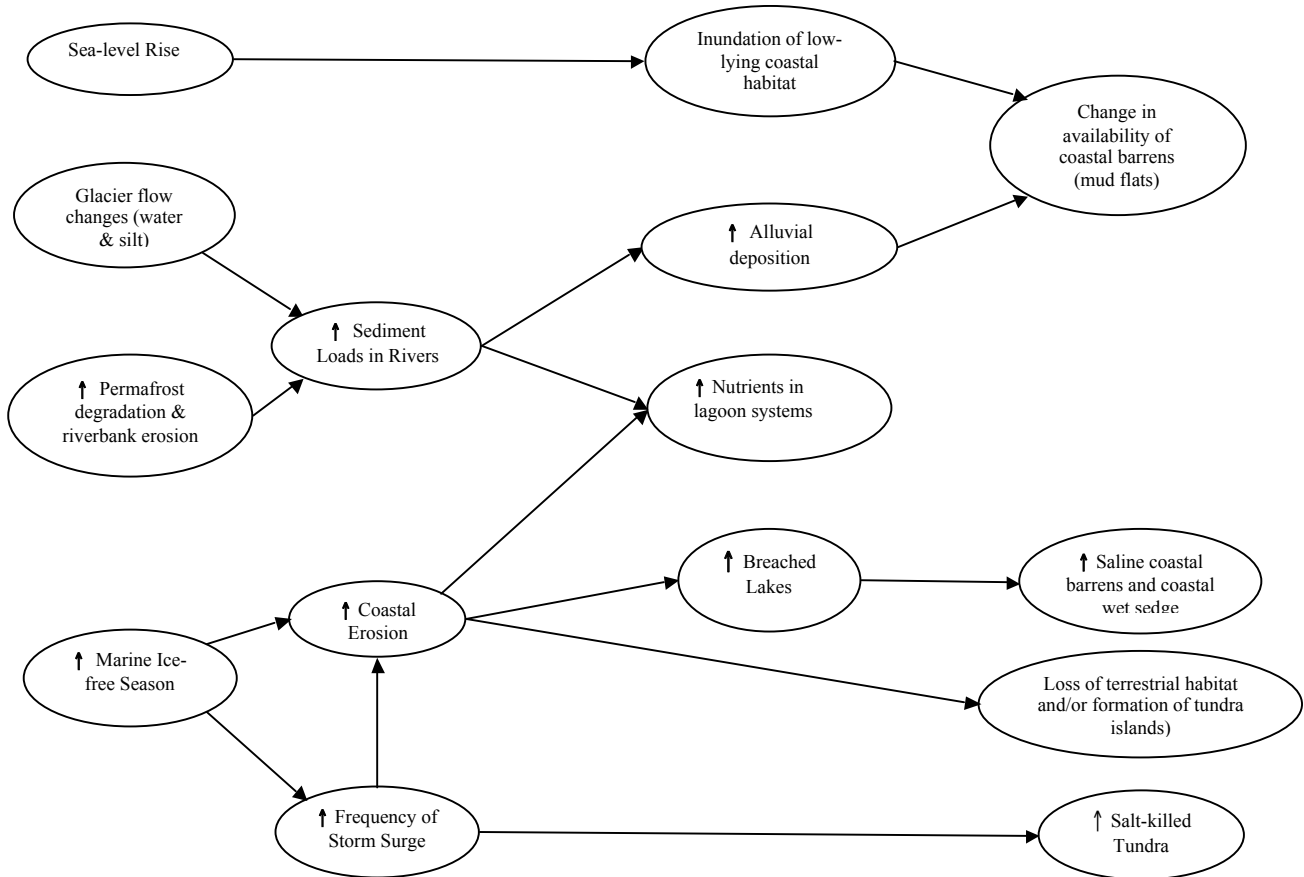 Sea-level Rise
Inundation of low-
lying coastal
habitat
Change in
availability of
coastal barrens
(mud flats)
Glacier flow
changes (water
& silt)
↑ Alluvial
deposition
↑ Sediment
Loads in Rivers
↑ Permafrost
degradation &
riverbank erosion
↑ Nutrients in
lagoon systems
↑ Breached
Lakes
↑ Saline coastal
barrens and coastal
wet sedge
↑ Coastal
Erosion
↑ Marine Ice-
free Season
Loss of terrestrial habitat
and/or formation of tundra
islands)
↑ Frequency of
Storm Surge
↑ Salt-killed
Tundra